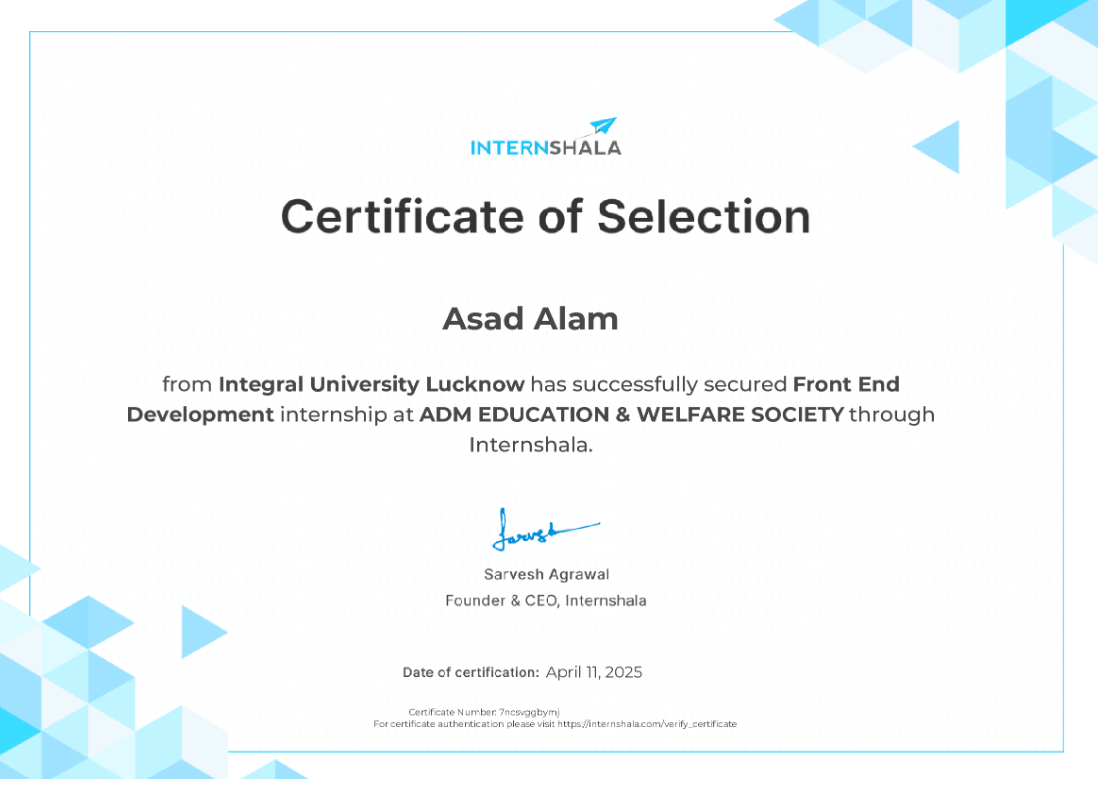 INTERNSHALA
Certificate of Selection
Asad Alam
from Integral University Lucknow has successfully secured Front End
Development internship at ADM EDUCATION & WELFARE SOCIETY through
Internshala.
Sarvesh
Sarvesh Agrawal
Founder & CEO, Internshala
Date of certification: April 11, 2025
Certificate Number: 7ncsvggbymj
For certificate authentication please visit https://internshala.com/verify_certificate